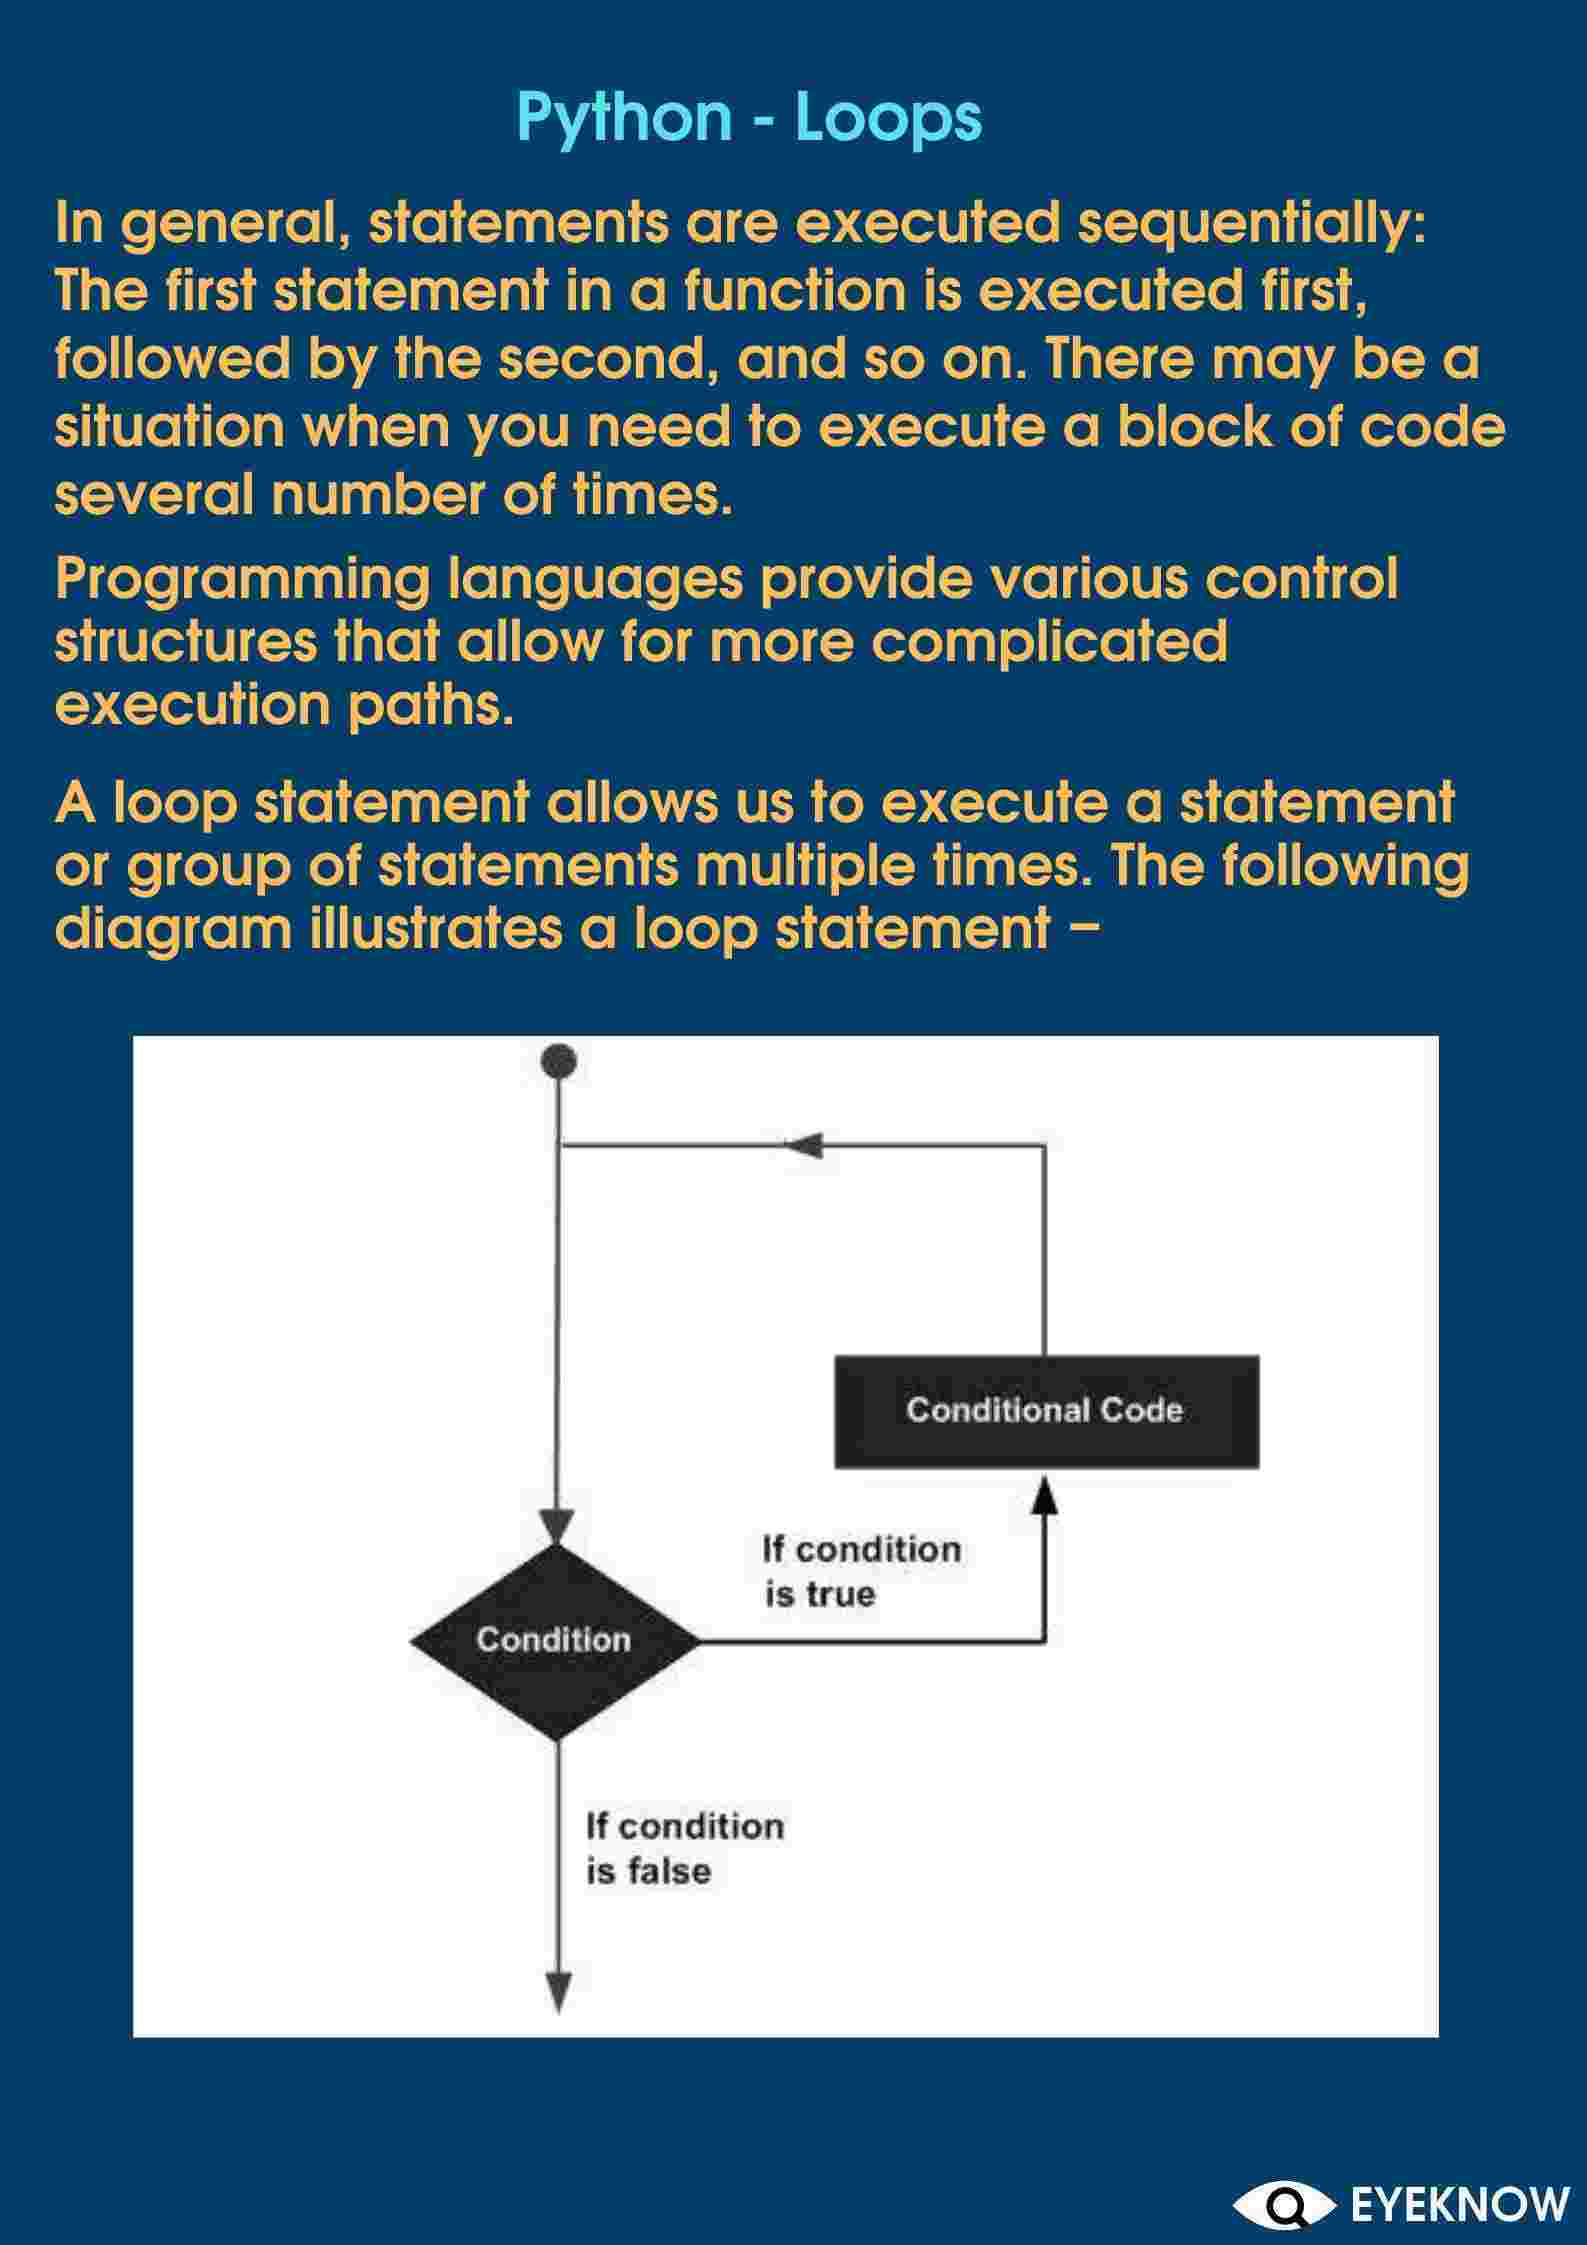 Python - Loops
In general, statements are executed sequentially:
The first statement in a function is executed first,
followed by the second, and so on. There may be a
situation when you need to execute a block of code
several number of times.
Programming languages provide various control
structures that allow for more complicated
execution paths.
A loop statement allows us to execute a statement
or group of statements multiple times. The following
diagram illustrates a loop statement –
Conditional Code
If condition
is true
Condition
If condition
is false
EYEKNOW